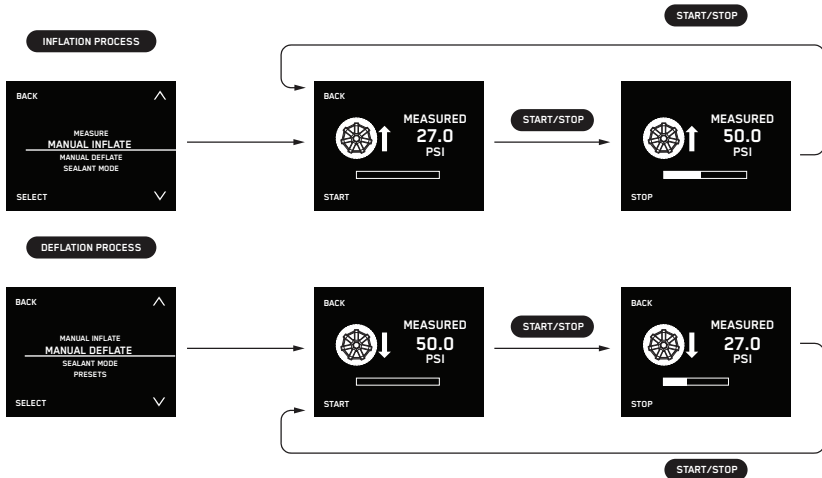 START/STOP
INFLATION PROCESS
BACK
MEASURE
MANUAL INFLATE
MANUAL DEFLATE
SEALANT MODE
SELECT
BACK
MEASURED
27.0
PSI
START
START/STOP
MEASURED
50.0
PSI
STOP
DEFLATION PROCESS
BACK
MANUAL INFLATE
MANUAL DEFLATE
SEALANT MODE
PRESETS
SELECT
BACK
MEASURED
50.0
PSI
START
START/STOP
BACK
MEASURED
27.0
PSI
STOP
START/STOP